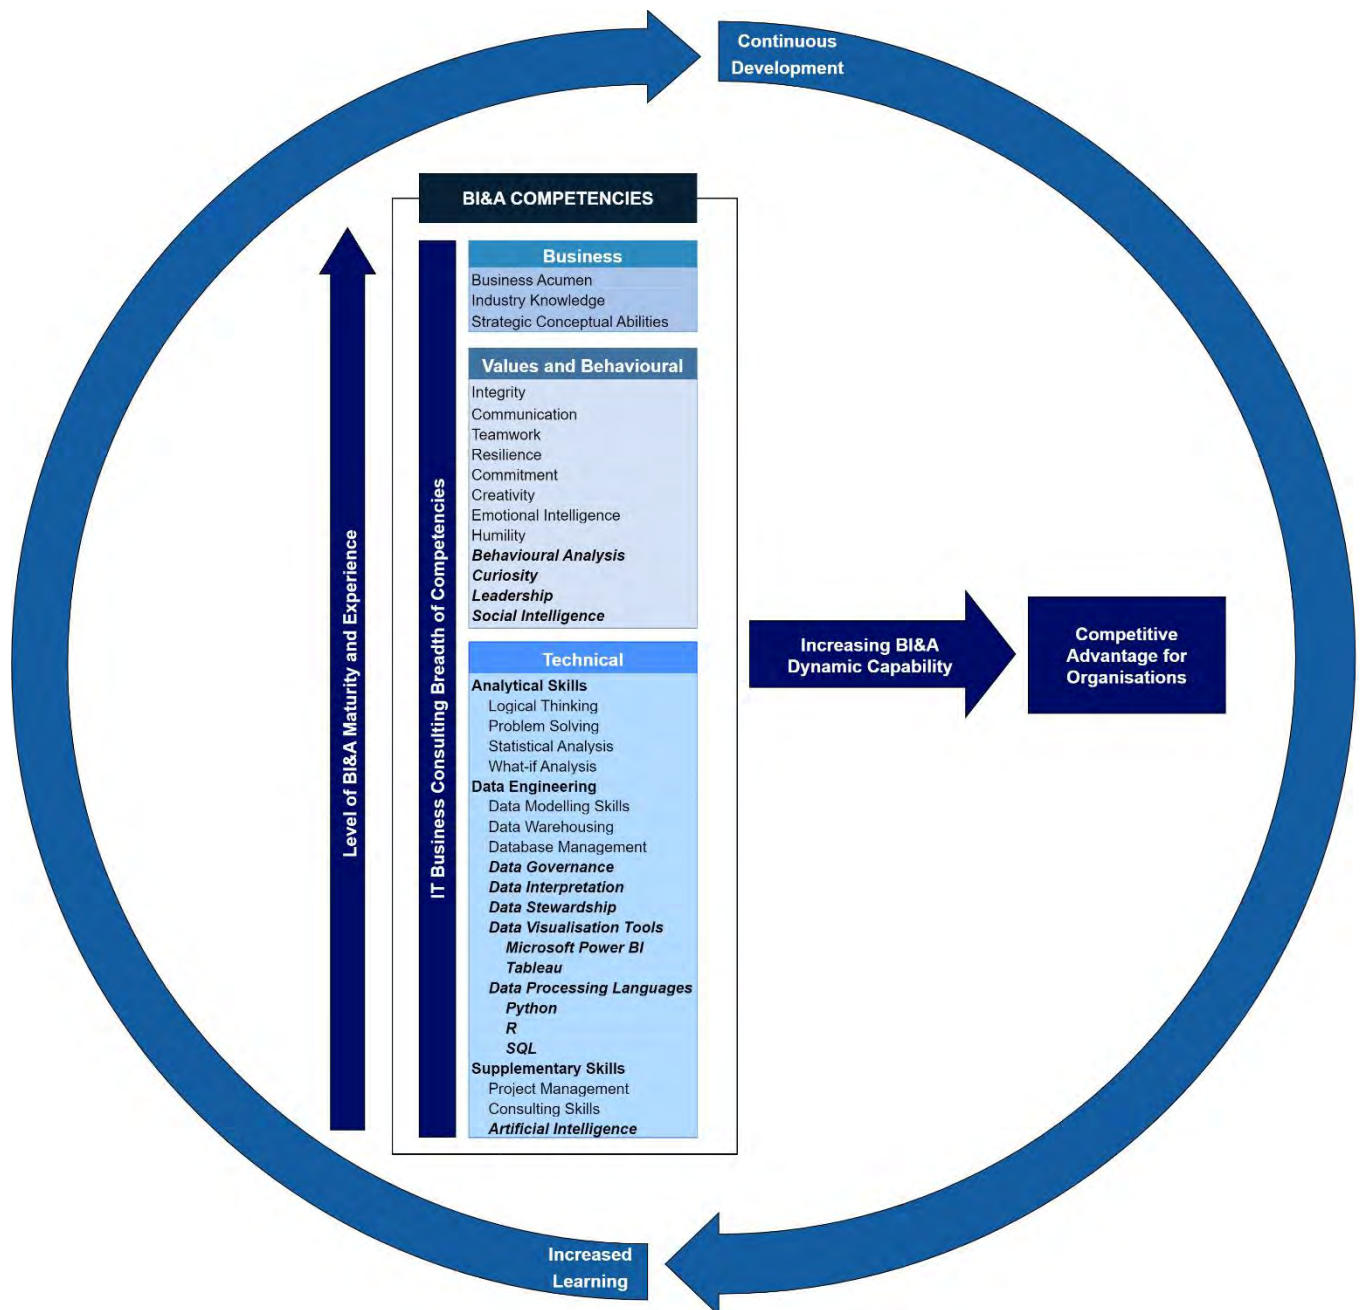 Continuous
Development
BI&A COMPETENCIES
Level of BI&A Maturity and Experience
IT Business Consulting Breadth of Competencies
Business
Business Acumen
Industry Knowledge
Strategic Conceptual Abilities
Values and Behavioural
Integrity
Communication
Teamwork
Resilience
Commitment
Creativity
Emotional Intelligence
Humility
Behavioural Analysis
Curiosity
Leadership
Social Intelligence
Technical
Analytical Skills
Logical Thinking
Problem Solving
Statistical Analysis
What-if Analysis
Data Engineering
Data Modelling Skills
Data Warehousing
Database Management
Data Governance
Data Interpretation
Data Stewardship
Data Visualisation Tools
Microsoft Power BI
Tableau
Data Processing Languages
Python
R
SQL
Supplementary Skills
Project Management
Consulting Skills
Artificial Intelligence
Increasing BI&A
Dynamic Capability
Competitive
Advantage for
Organisations
Increased
Learning